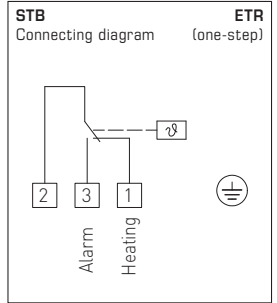 STB ETR
Connecting diagram (one-step)
ϑ
2 3 1
Alarm
Heating